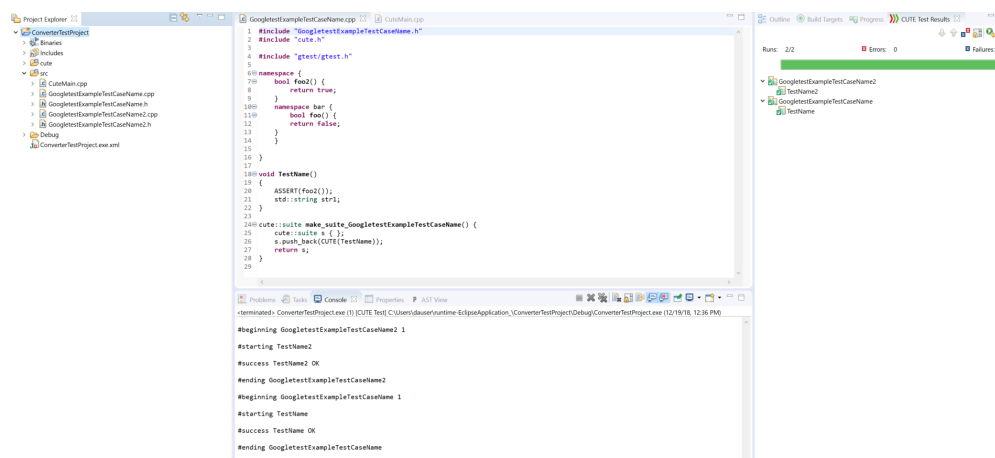 Project Explorer
ConverterTestProject
Binaries
Includes
cute
src
CuteMain.cpp
GoogletestExampleTestCaseName.cpp
GoogletestExampleTestCaseName.h
GoogletestExampleTestCaseName2.cpp
GoogletestExampleTestCaseName2.h
Debug
ConverterTestProject.exe.xml
GoogletestExampleTestCaseName.cpp CuteMain.cpp
1 #include "GoogletestExampleTestCaseName.h"
2 #include "cute.h"
3
4 #include "gtest/gtest.h"
5
6 namespace {
7 bool foo2() {
8 return true;
9 }
10 namespace bar {
11 bool foo() {
12 return false;
13 }
14 }
15
16 }
17
18 void TestName()
19 {
20 ASSERT(foo2());
21 std::string str1;
22 }
23
24 cute::suite make_suite_GoogletestExampleTestCaseName() {
25 cute::suite s { };
26 s.push_back(CUTE(TestName));
27 return s;
28 }
29
Problems Tasks Console Properties AST View
<terminated> ConverterTestProject.exe (1) [CUTE Test] C:\Users\dauser\runtime-EclipseApplication_\ConverterTestProject\Debug\ConverterTestProject.exe (12/19/18, 12:36 PM)
#beginning GoogletestExampleTestCaseName2 1
#starting TestName2
#success TestName2 OK
#ending GoogletestExampleTestCaseName2
#beginning GoogletestExampleTestCaseName 1
#starting TestName
#success TestName OK
#ending GoogletestExampleTestCaseName
Outline Build Targets Progress CUTE Test Results
Runs: 2/2 Errors: 0 Failures:
GoogletestExampleTestCaseName2
TestName2
GoogletestExampleTestCaseName
TestName